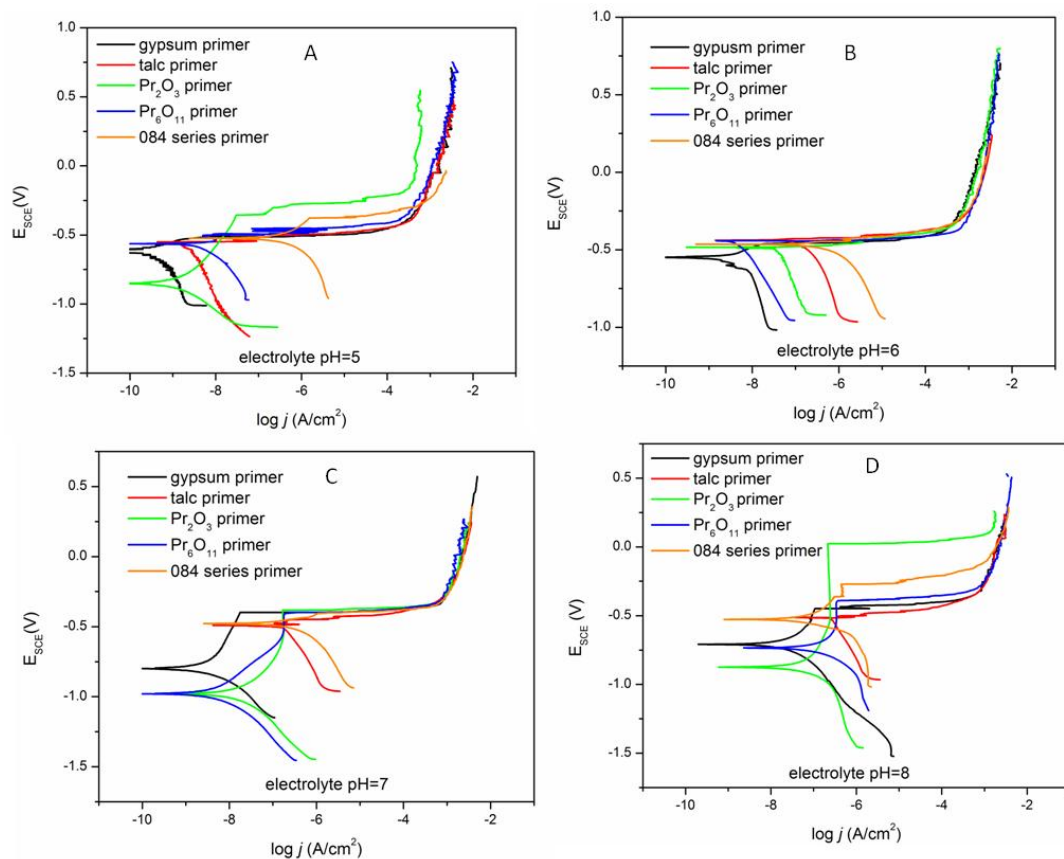 A
gypsum primer
talc primer
Pr₂O₃ primer
Pr₆O₁₁ primer
084 series primer
1.0
0.5
0.0
-0.5
-1.0
-1.5
E_SCE(V)
electrolyte pH=5
-10
-8
-6
-4
-2
log j (A/cm²)
B
gypusm primer
talc primer
Pr₂O₃ primer
Pr₆O₁₁ primer
084 series primer
1.0
0.5
0.0
-0.5
-1.0
E_SCE(V)
electrolyte pH=6
-10
-8
-6
-4
-2
log j (A/cm²)
C
gypsum primer
talc primer
Pr₂O₃ primer
Pr₆O₁₁ primer
084 series primer
0.5
0.0
-0.5
-1.0
-1.5
E_SCE(V)
electrolyte pH=7
-10
-8
-6
-4
-2
log j (A/cm²)
D
gypsum primer
talc primer
Pr₂O₃ primer
Pr₆O₁₁ primer
084 series primer
0.5
0.0
-0.5
-1.0
-1.5
E_SCE(V)
electrolyte pH=8
-10
-8
-6
-4
-2
log j (A/cm²)